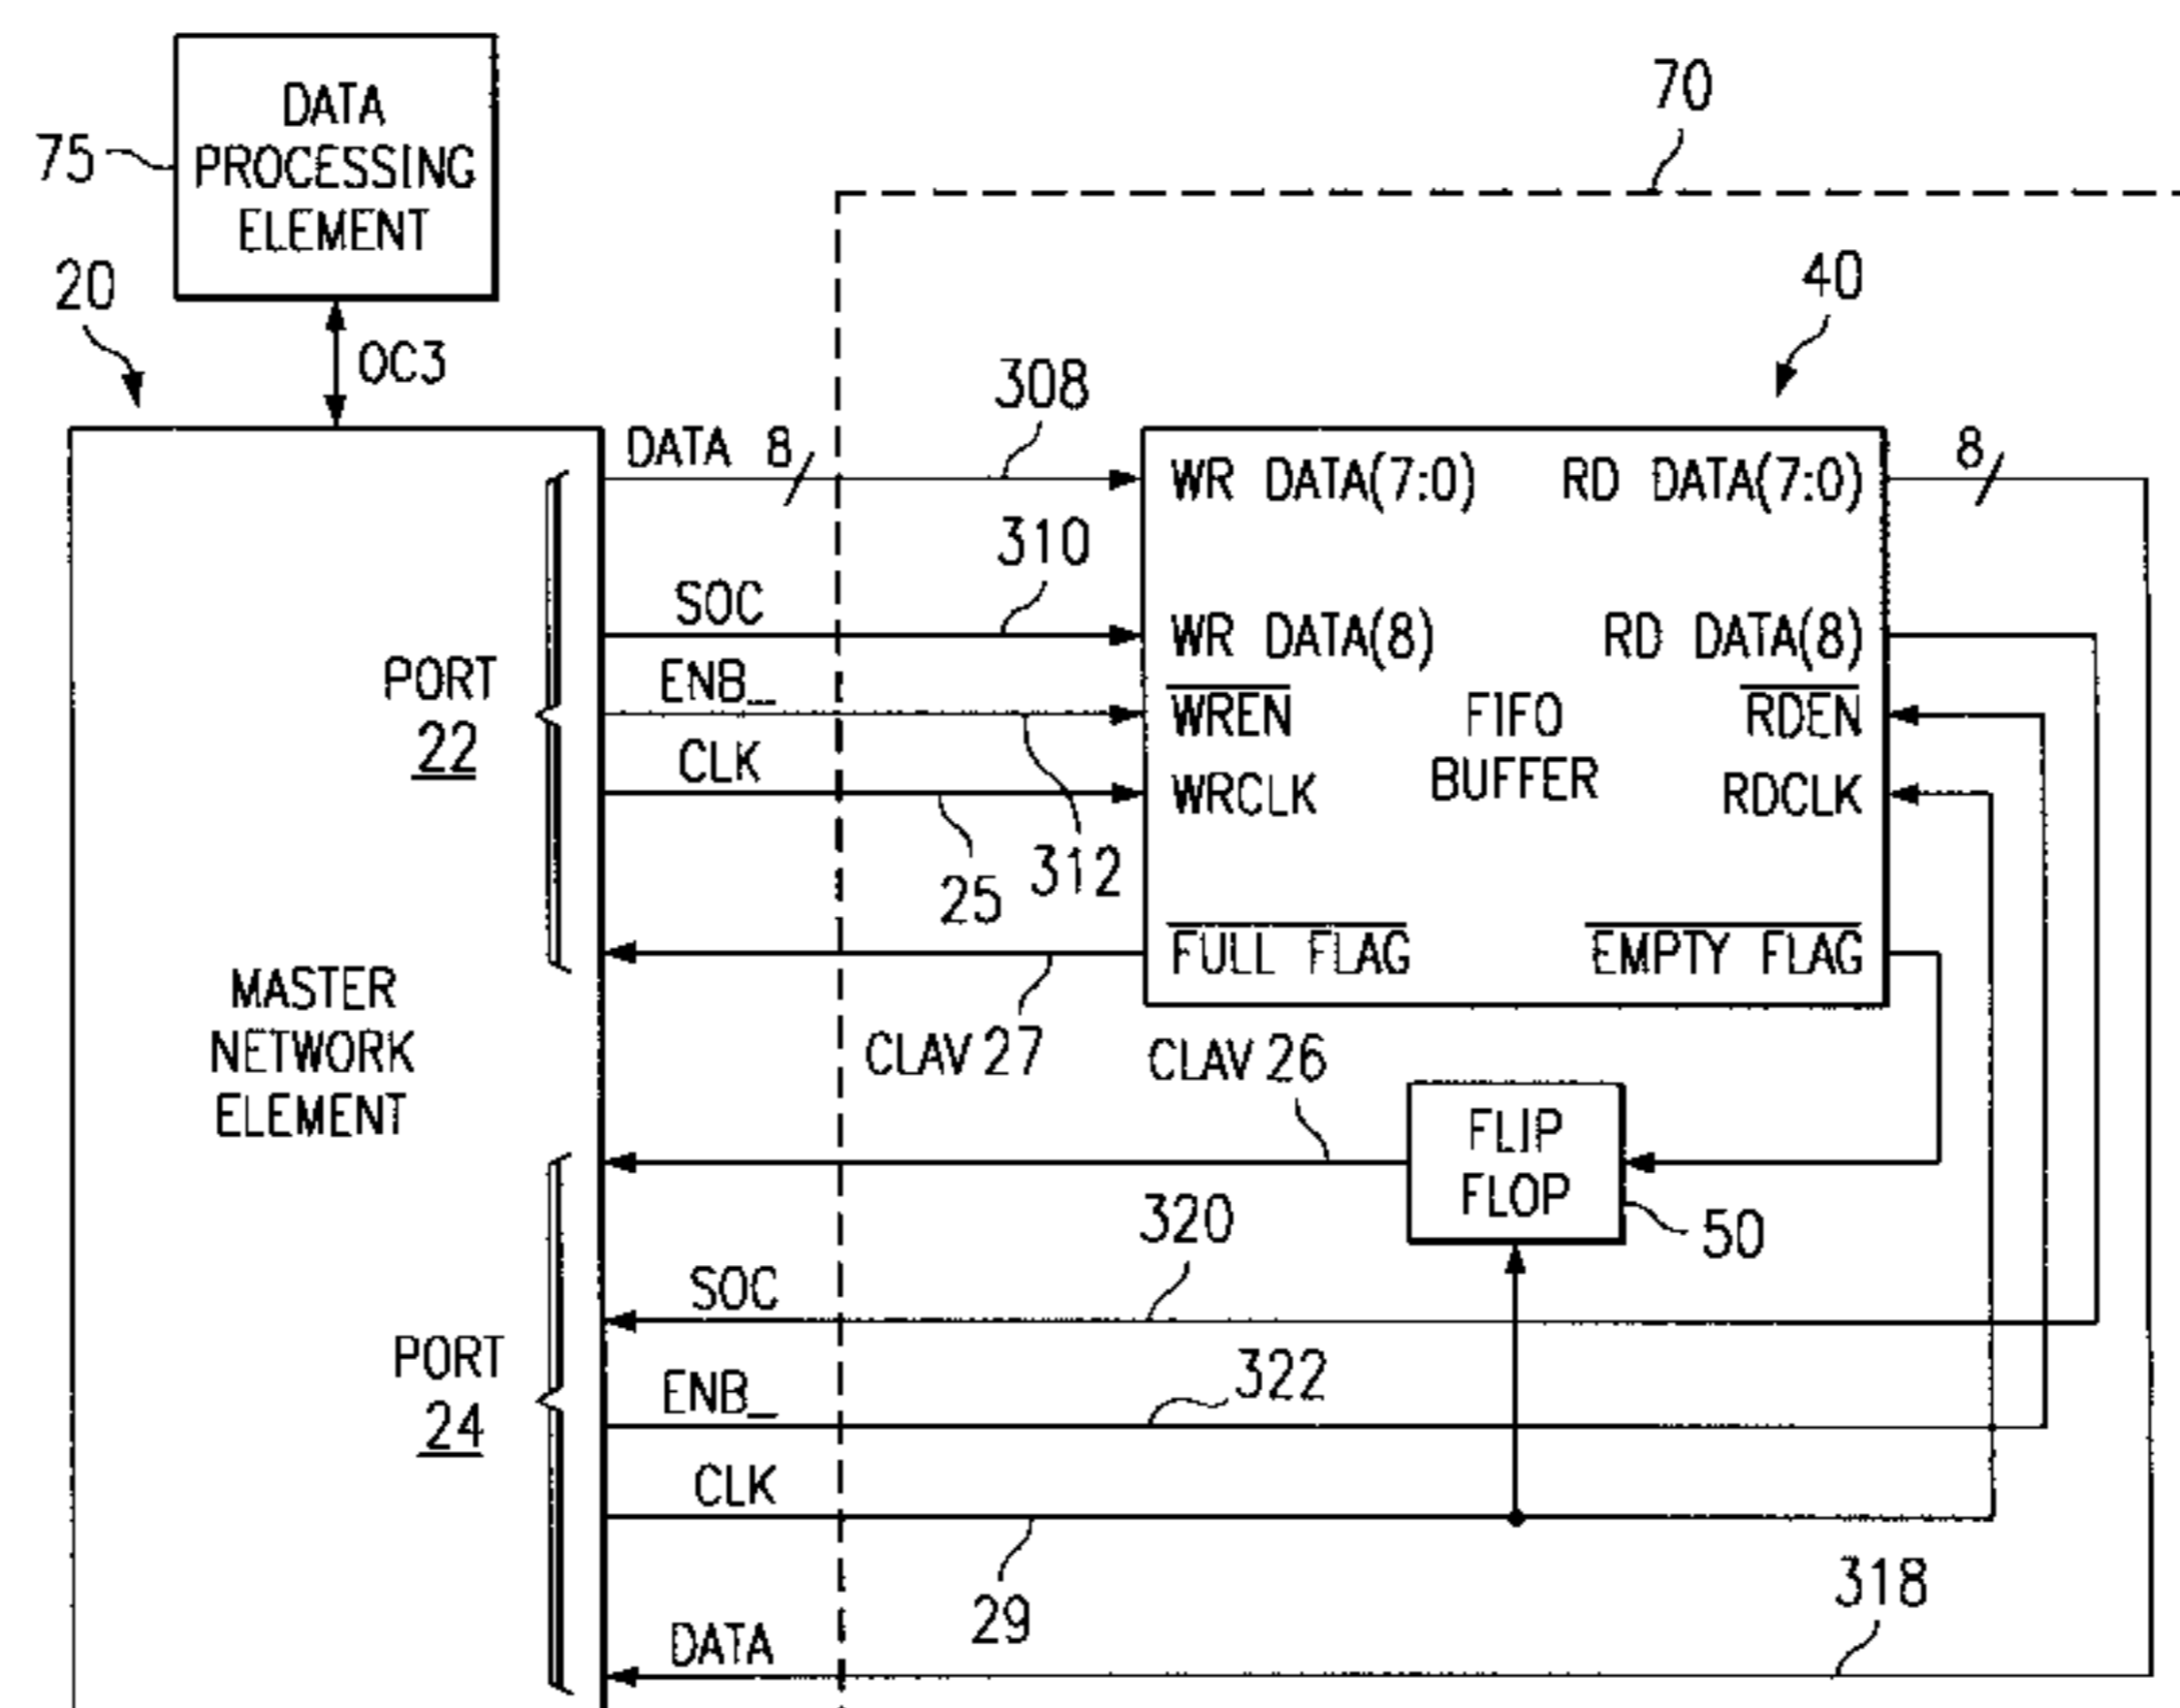 DATA
PROCESSING
ELEMENT
75
70
20
OC3
40
308
DATA 8
8
WR DATA(7:0) RD DATA(7:0)
310
SOC
WR DATA(8) RD DATA(8)
PORT
22
ENB_
WREN
FIFO
BUFFER
RDEN
CLK
WRCLK
RDCLK
312
25
FULL FLAG EMPTY FLAG
MASTER
NETWORK
ELEMENT
CLAV 27
CLAV 26
FLIP
FLOP
50
320
SOC
PORT
24
322
ENB_
CLK
29
318
DATA